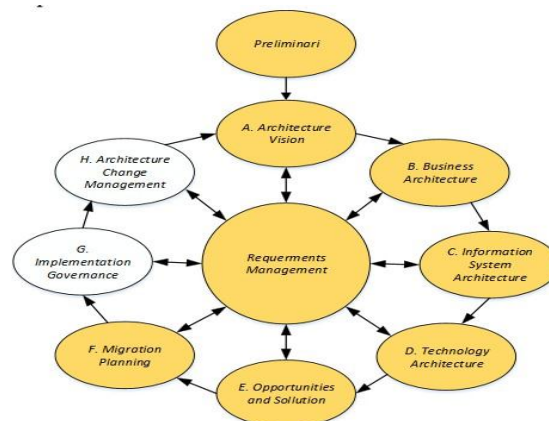 Preliminari
A. Architecture
Vision
H. Architecture
Change
Management
B. Business
Architecture
G.
Implementation
Governance
Requerments
Management
C. Information
System
Architecture
F. Migration
Planning
D. Technology
Architecture
E. Opportunities
and Sollution